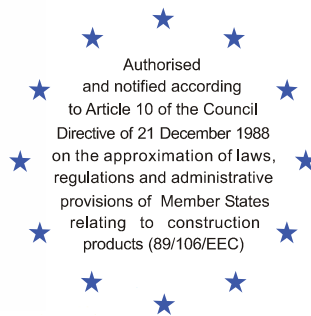 Authorised
and notified according
to Article 10 of the Council
Directive of 21 December 1988
on the approximation of laws,
regulations and administrative
provisions of Member States
relating to construction
products (89/106/EEC)